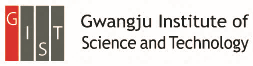 GIST
Gwangju Institute of
Science and Technology